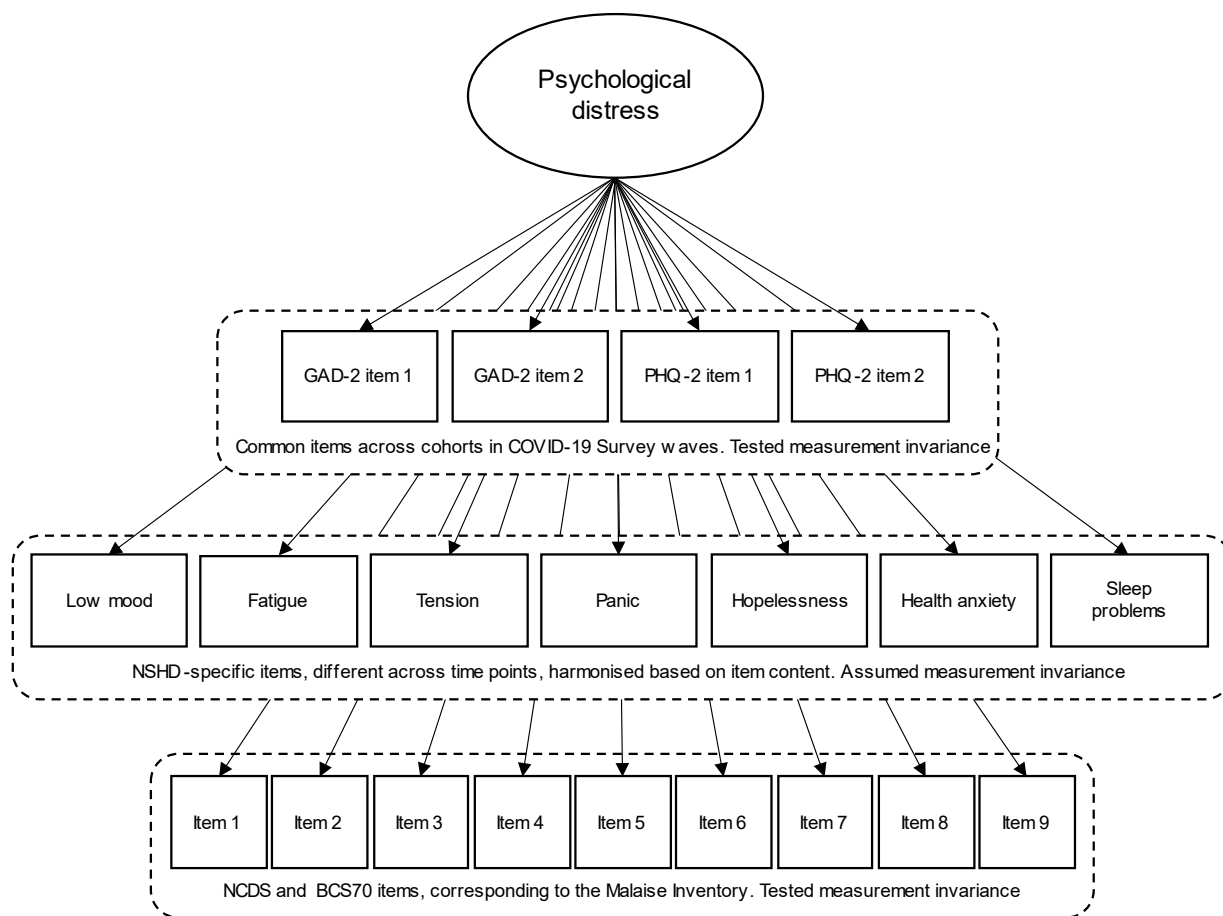 Psychological
distress
GAD-2 item 1
GAD-2 item 2
PHQ-2 item 1
PHQ-2 item 2
Common items across cohorts in COVID-19 Survey waves. Tested measurement invariance
Low mood
Fatigue
Tension
Panic
Hopelessness
Health anxiety
Sleep
problems
NSHD-specific items, different across time points, harmonised based on item content. Assumed measurement invariance
Item 1
Item 2
Item 3
Item 4
Item 5
Item 6
Item 7
Item 8
Item 9
NCDS and BCS70 items, corresponding to the Malaise Inventory. Tested measurement invariance